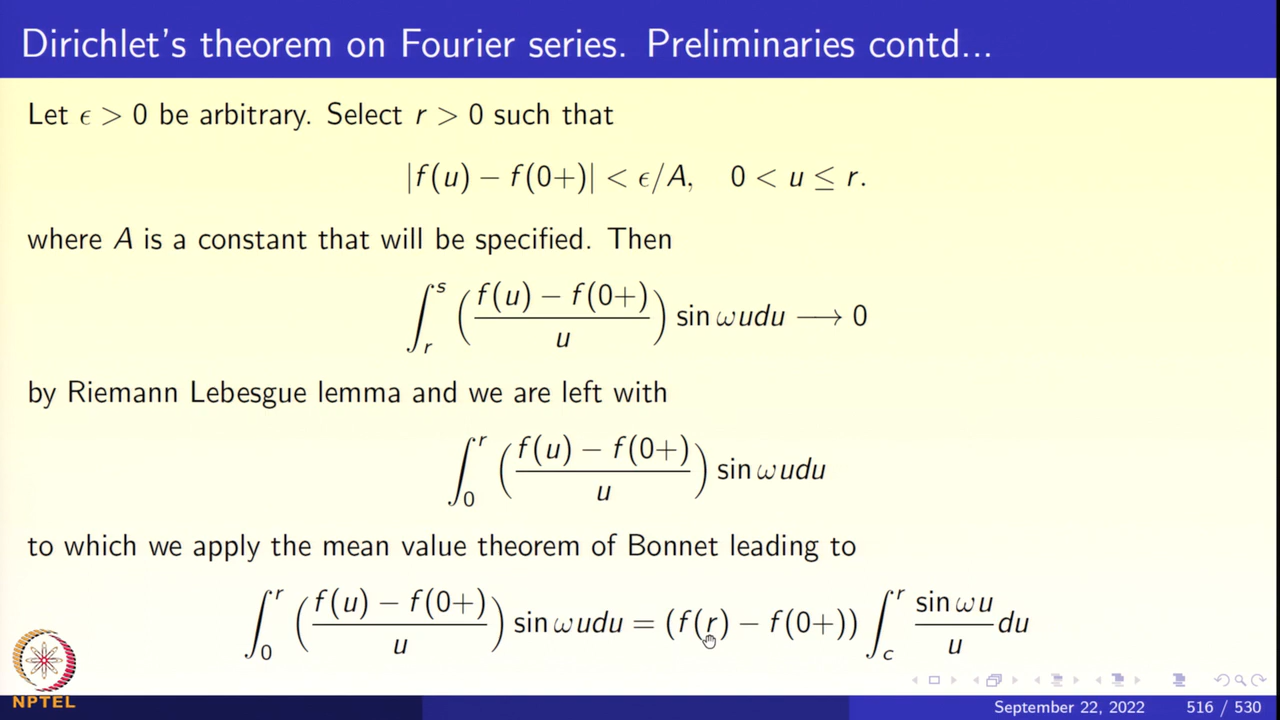 Dirichlet's theorem on Fourier series. Preliminaries contd...
Let ϵ > 0 be arbitrary. Select r > 0 such that
|f(u) − f(0+)| < ϵ/A, 0 < u ≤ r.
where A is a constant that will be specified. Then
∫_r^s ( (f(u) − f(0+)) / u ) sin ωudu ⟶ 0
by Riemann Lebesgue lemma and we are left with
∫_0^r ( (f(u) − f(0+)) / u ) sin ωudu
to which we apply the mean value theorem of Bonnet leading to
∫_0^r ( (f(u) − f(0+)) / u ) sin ωudu = (f(r) − f(0+)) ∫_c^r (sin ωu / u) du
NPTEL
September 22, 2022 516 / 530